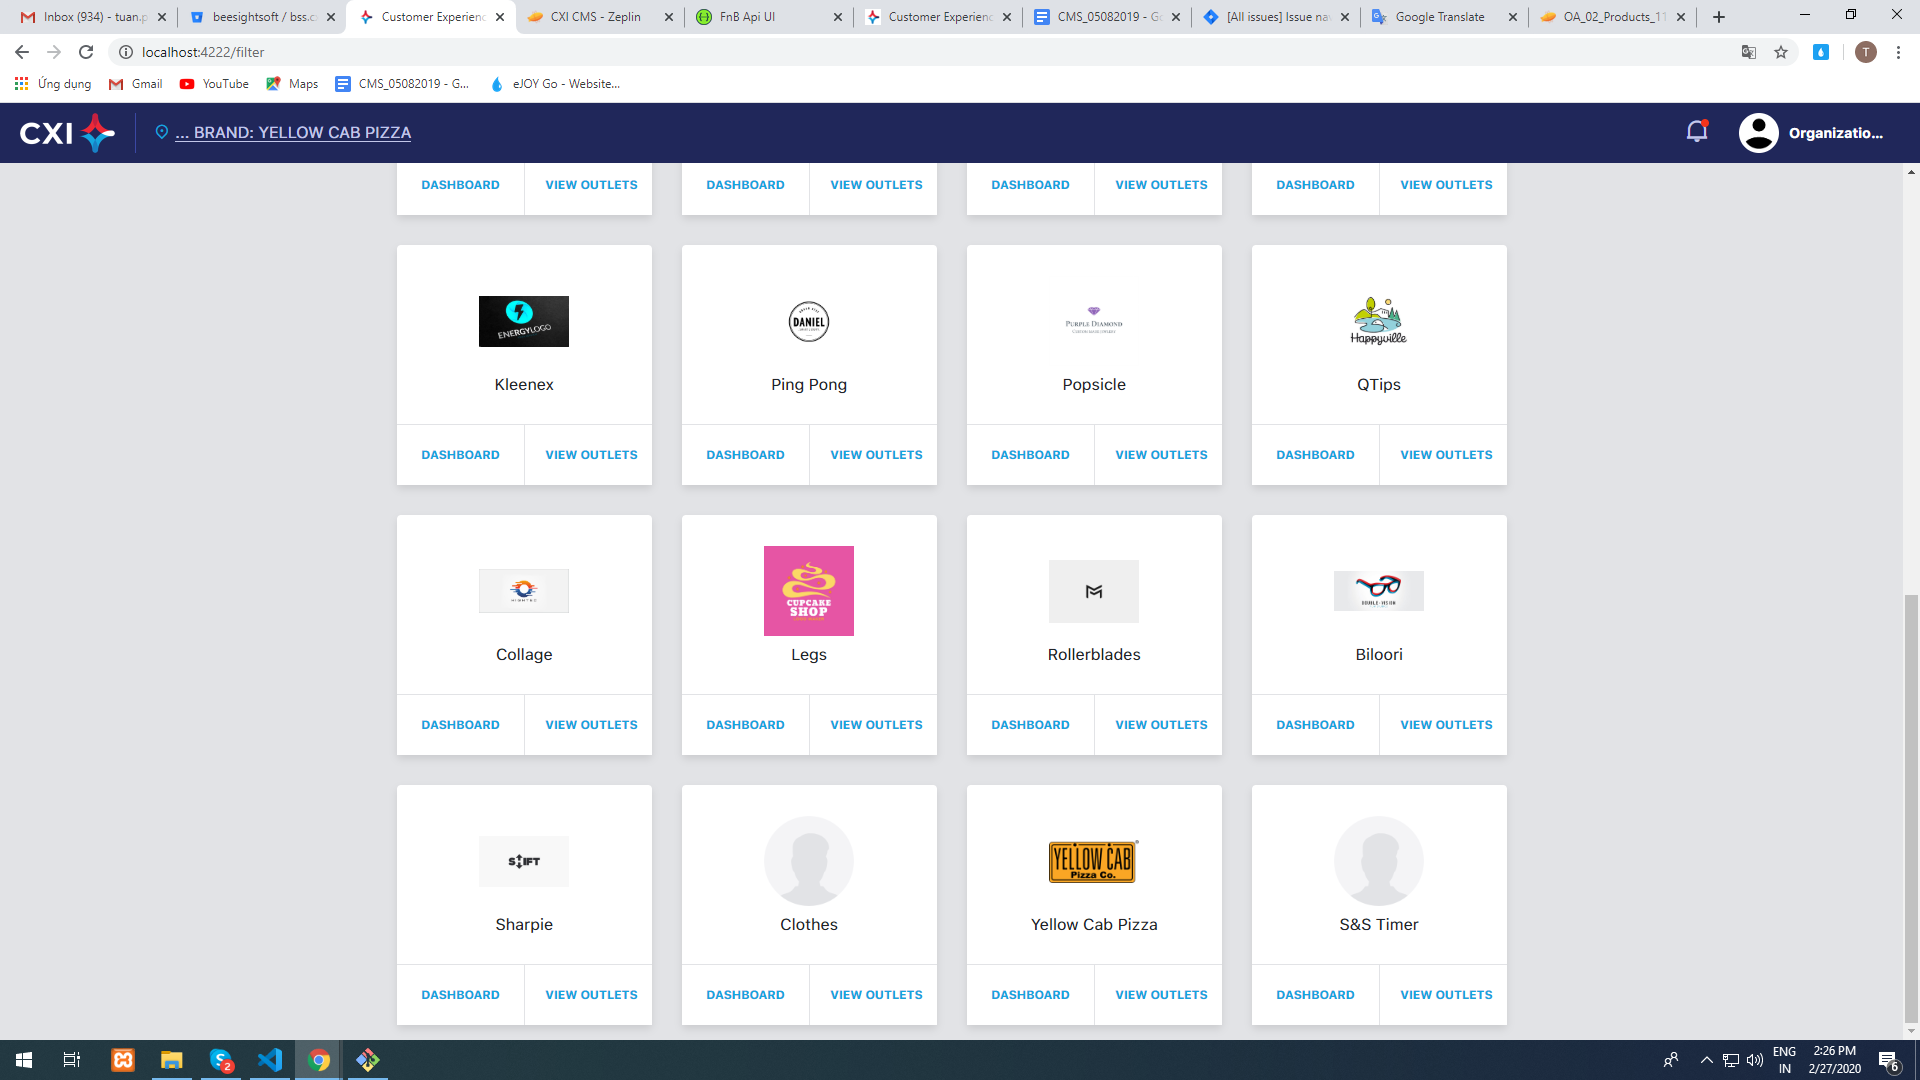 Inbox (934) - tuan.p
beesightsoft / bss.c
Customer Experienc
CXI CMS - Zeplin
FnB Api UI
Customer Experienc
CMS_05082019 - Go
[All issues] Issue na
Google Translate
OA_02_Products_11
localhost:4222/filter
T
Ứng dụng
Gmail
YouTube
Maps
CMS_05082019 - G...
eJOY Go - Website...
CXI
... BRAND: YELLOW CAB PIZZA
Organizatio...
DASHBOARD VIEW OUTLETS DASHBOARD VIEW OUTLETS DASHBOARD VIEW OUTLETS DASHBOARD VIEW OUTLETS
ENERGYLOGO
DANIEL
PURPLE DIAMOND
Happyville
Kleenex Ping Pong Popsicle QTips
DASHBOARD VIEW OUTLETS DASHBOARD VIEW OUTLETS DASHBOARD VIEW OUTLETS DASHBOARD VIEW OUTLETS
CUPCAKE
SHOP
DOUBLE-VISION
Collage Legs Rollerblades Biloori
DASHBOARD VIEW OUTLETS DASHBOARD VIEW OUTLETS DASHBOARD VIEW OUTLETS DASHBOARD VIEW OUTLETS
YELLOW CAB
Pizza Co.
Sharpie Clothes Yellow Cab Pizza S&S Timer
DASHBOARD VIEW OUTLETS DASHBOARD VIEW OUTLETS DASHBOARD VIEW OUTLETS DASHBOARD VIEW OUTLETS
2
ENG
IN
2:26 PM
2/27/2020
6